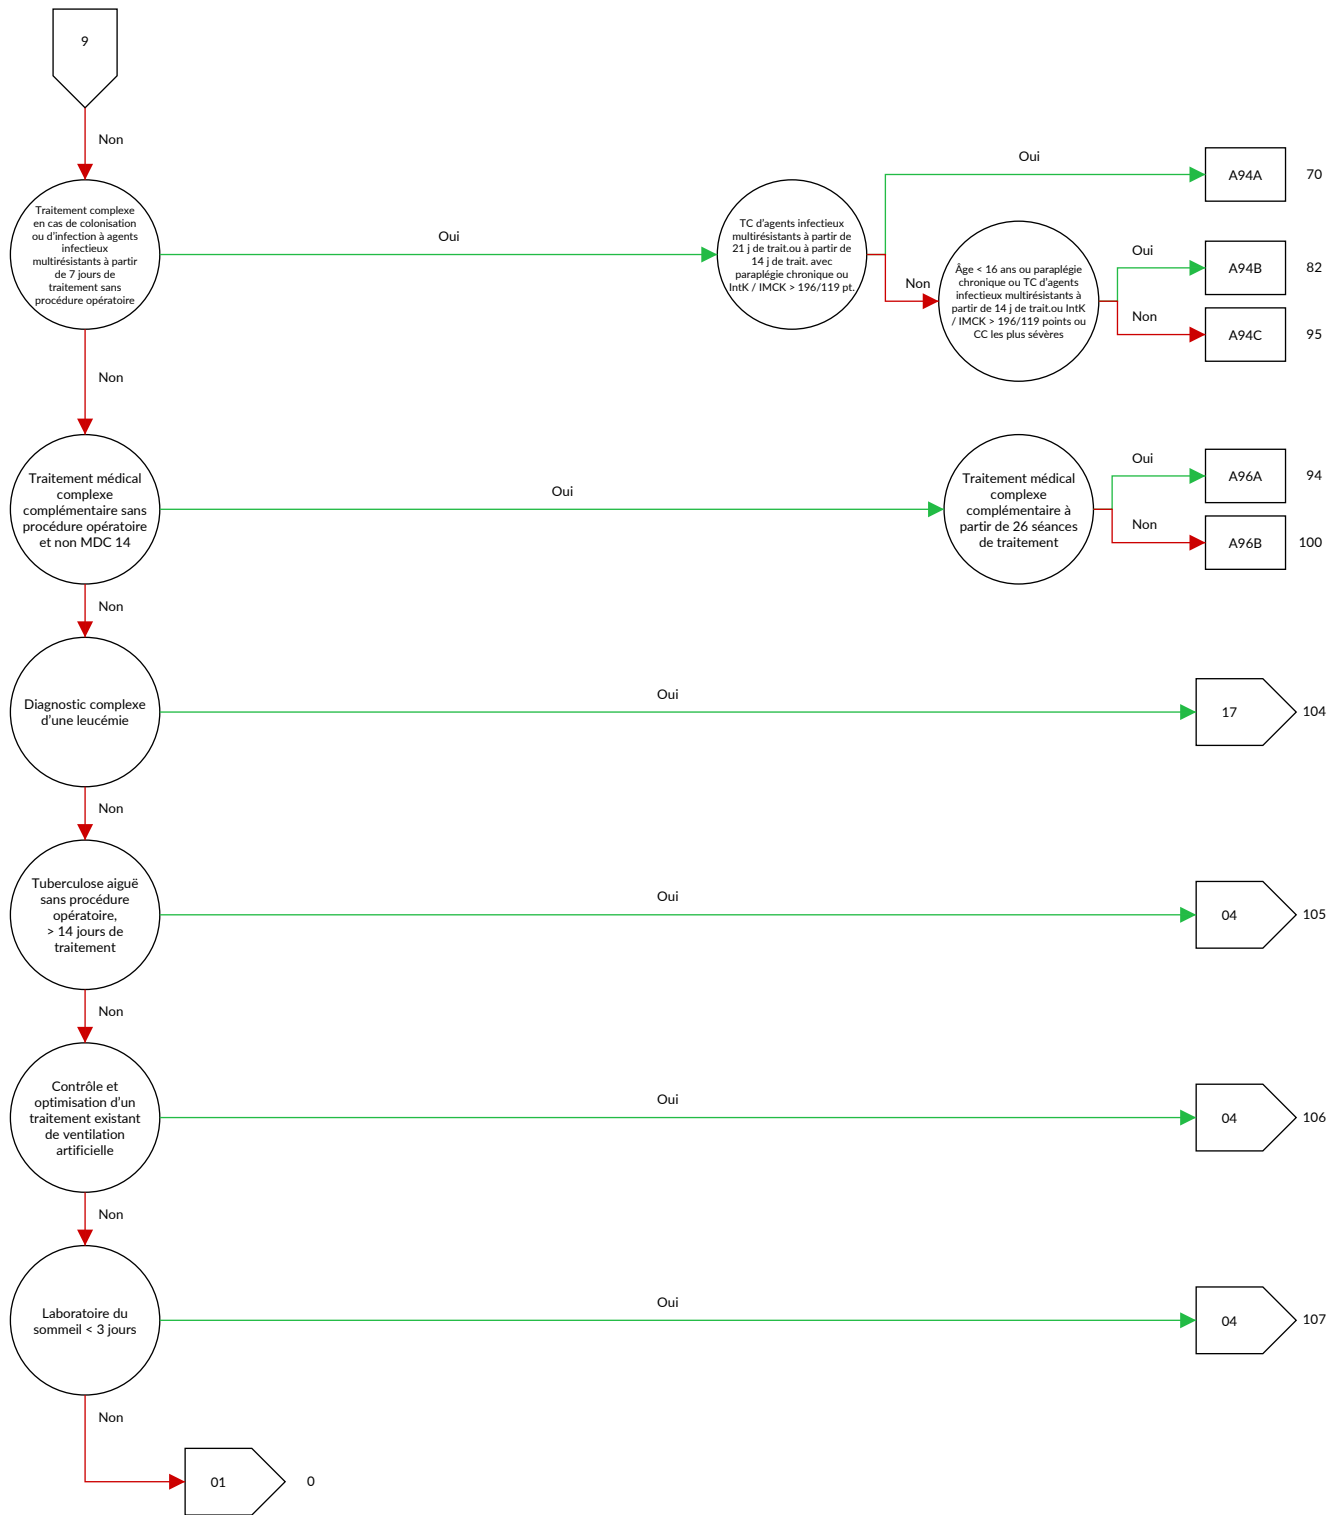 9
Non
Traitement complexe
en cas de colonisation
ou d'infection à agents
infectieux
multirésistants à partir
de 7 jours de
traitement sans
procédure opératoire
Oui
TC d'agents infectieux
multirésistants à partir de
21 j de trait.ou à partir de
14 j de trait. avec
paraplégie chronique ou
IntK / IMCK > 196/119 pt.
Oui
A94A
70
Non
Âge < 16 ans ou paraplégie
chronique ou TC d'agents
infectieux multirésistants à
partir de 14 j de trait.ou IntK
/ IMCK > 196/119 points ou
CC les plus sévères
Oui
A94B
82
Non
A94C
95
Non
Traitement médical
complexe
complémentaire sans
procédure opératoire
et non MDC 14
Oui
Traitement médical
complexe
complémentaire à
partir de 26 séances
de traitement
Oui
A96A
94
Non
A96B
100
Non
Diagnostic complexe
d'une leucémie
Oui
17
104
Non
Tuberculose aiguë
sans procédure
opératoire,
> 14 jours de
traitement
Oui
04
105
Non
Contrôle et
optimisation d'un
traitement existant
de ventilation
artificielle
Oui
04
106
Non
Laboratoire du
sommeil < 3 jours
Oui
04
107
Non
01
0